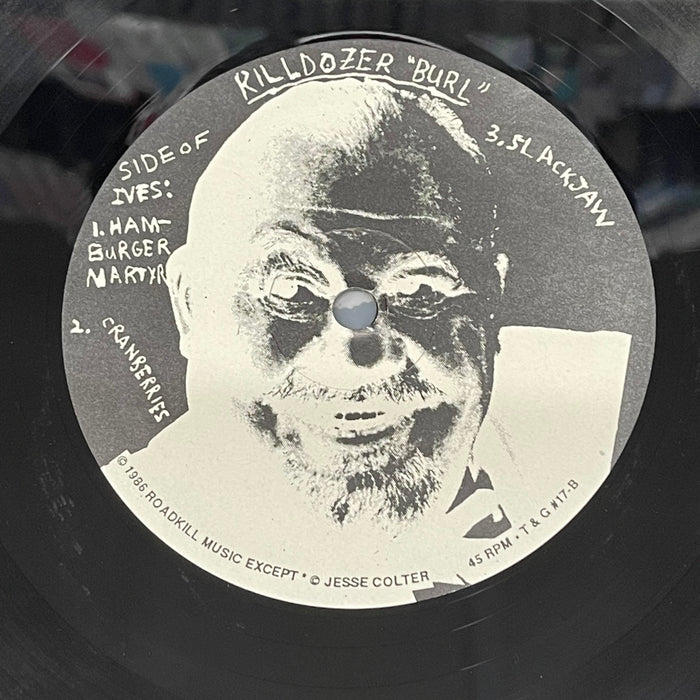 KILLDOZER "BURL"
SIDE OF
IVES:
1. HAM-
BURGER
MARTYR
2. CRANBERRIES
3. SLACKJAW
© 1986 ROADKILL MUSIC EXCEPT * © JESSE COLTER
45 RPM • T & G #17-B